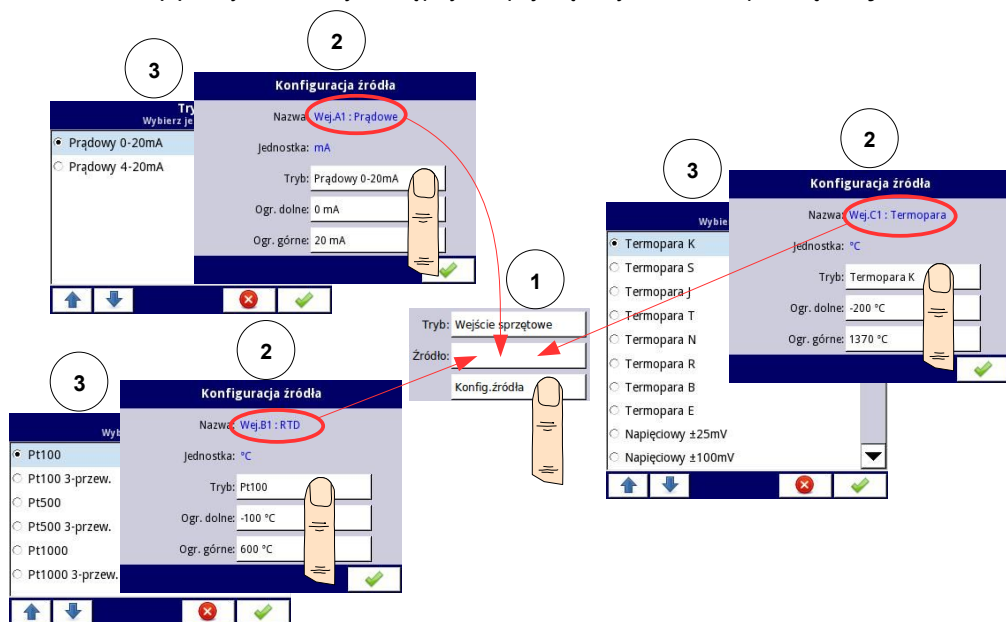 2
3
Konfiguracja źródła
Nazwa: Wej.A1 : Prądowe
Jednostka: mA
Tryb: Prądowy 0-20mA
Ogr. dolne: 0 mA
Ogr. górne: 20 mA
Wybierz
Prądowy 0-20mA
Prądowy 4-20mA
1
Tryb: Wejście sprzętowe
Źródło:
Konfig.źródła
2
3
Konfiguracja źródła
Nazwa: Wej.C1 : Termopara
Jednostka: °C
Tryb: Termopara K
Ogr. dolne: -200 °C
Ogr. górne: 1370 °C
Wybie
Termopara K
Termopara S
Termopara J
Termopara T
Termopara N
Termopara R
Termopara B
Termopara E
Napięciowy ±25mV
Napięciowy ±100mV
2
3
Konfiguracja źródła
Nazwa: Wej.B1 : RTD
Jednostka: °C
Tryb: Pt100
Ogr. dolne: -100 °C
Ogr. górne: 600 °C
Pt100
Pt100 3-przew.
Pt500
Pt500 3-przew.
Pt1000
Pt1000 3-przew.